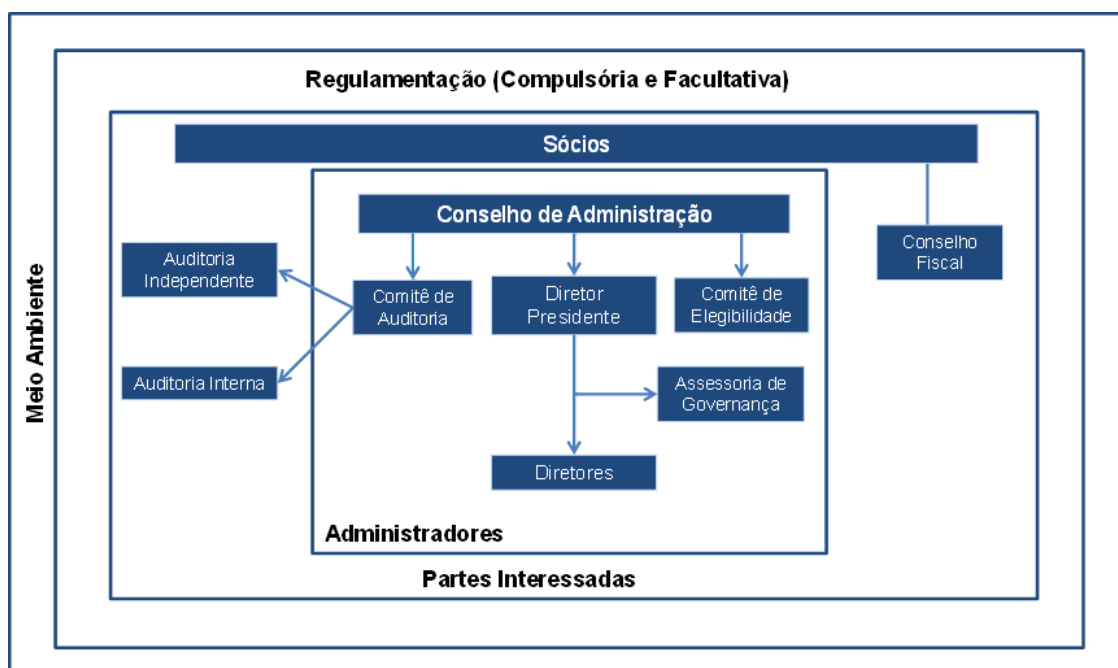 Regulamentação (Compulsória e Facultativa)
Sócios
Conselho de Administração
Conselho
Fiscal
Auditoria
Independente
Comitê de
Auditoria
Diretor
Presidente
Comitê de
Elegibilidade
Meio Ambiente
Auditoria Interna
Assessoria de
Governança
Diretores
Administradores
Partes Interessadas